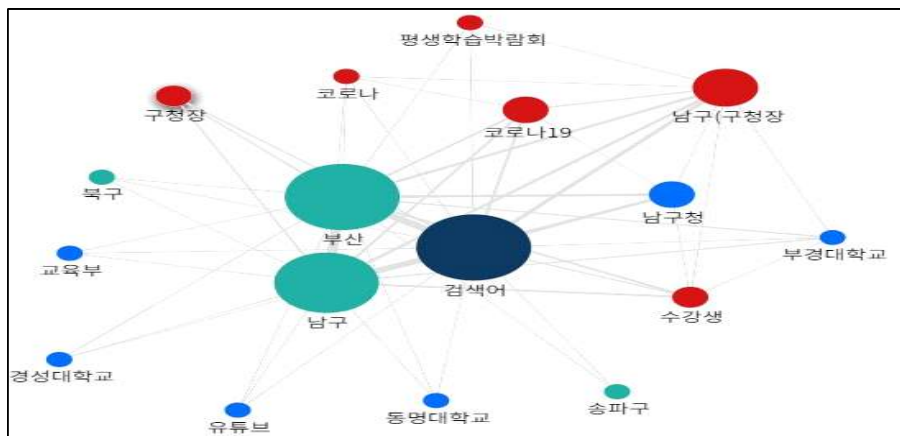 평생학습박람회
코로나
구청장
코로나19
남구(구청장
북구
부산
남구청
교육부
부경대학교
검색어
남구
수강생
경성대학교
송파구
유튜브
동명대학교